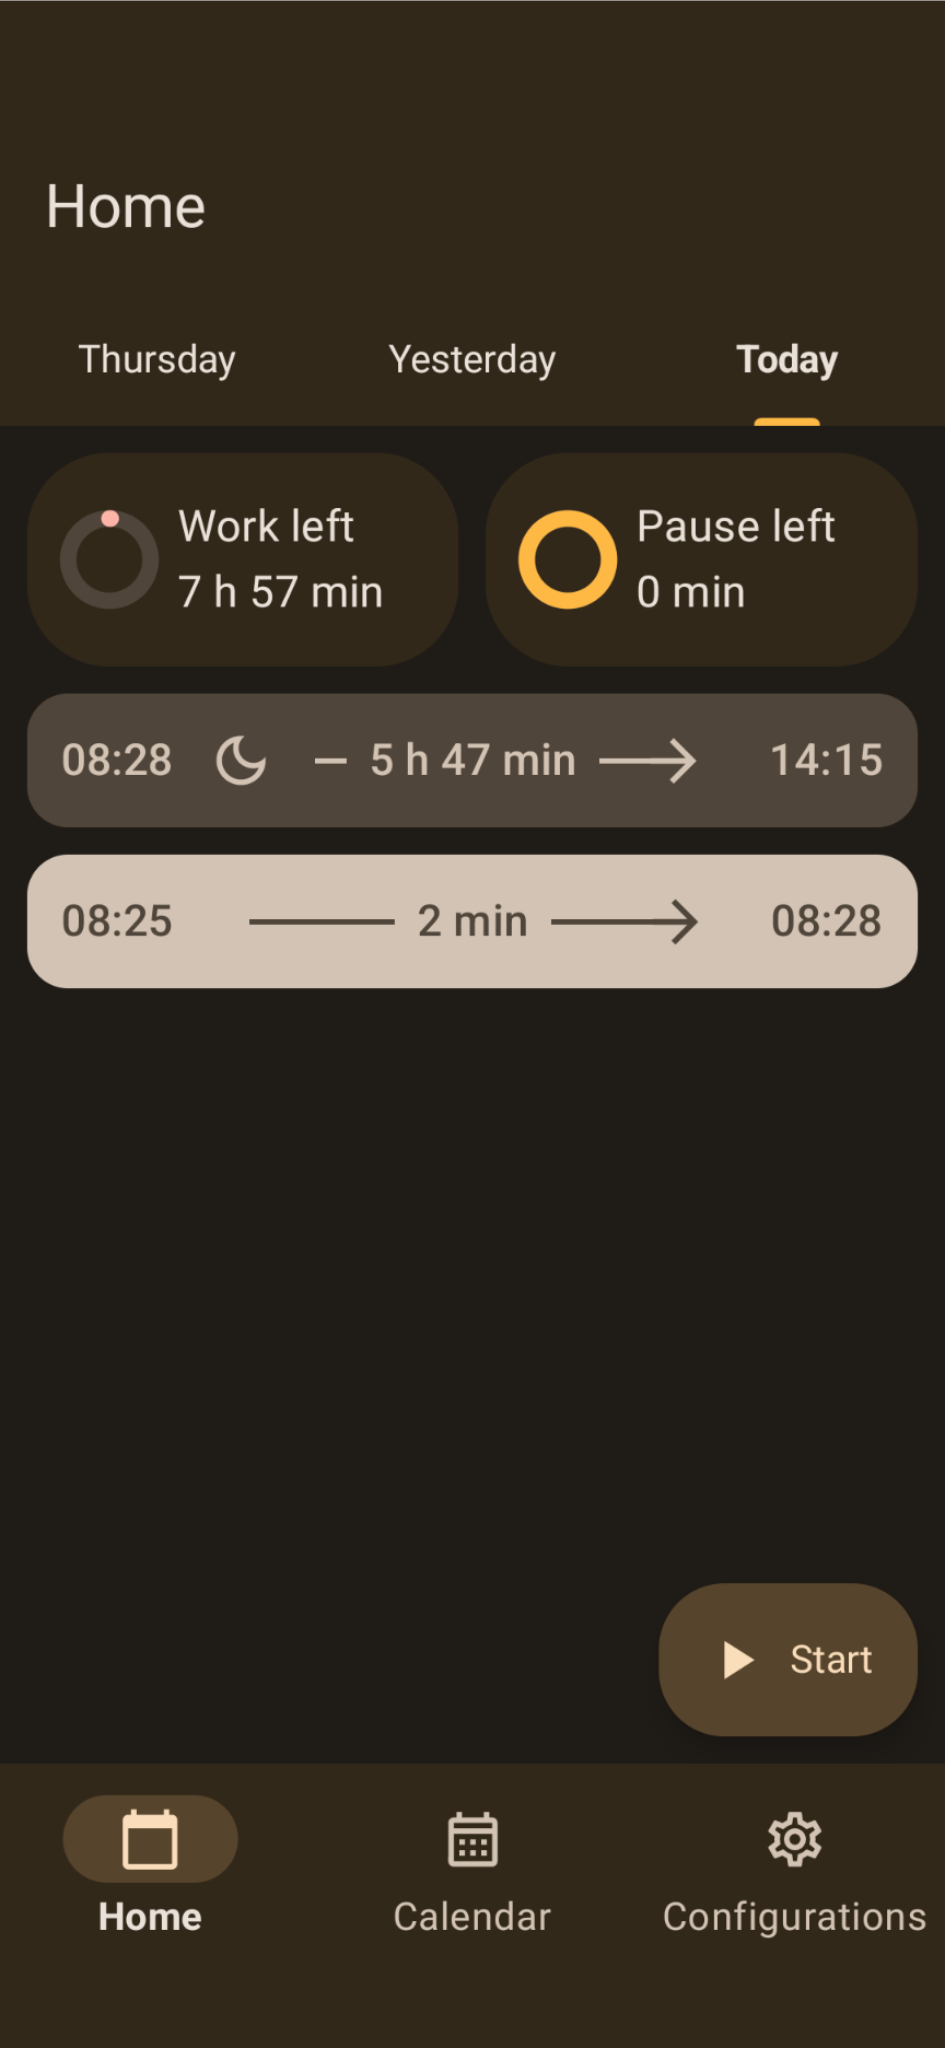 Home
Thursday Yesterday Today
Work left
7 h 57 min
Pause left
0 min
08:28 5 h 47 min 14:15
08:25 2 min 08:28
Start
Home Calendar Configurations